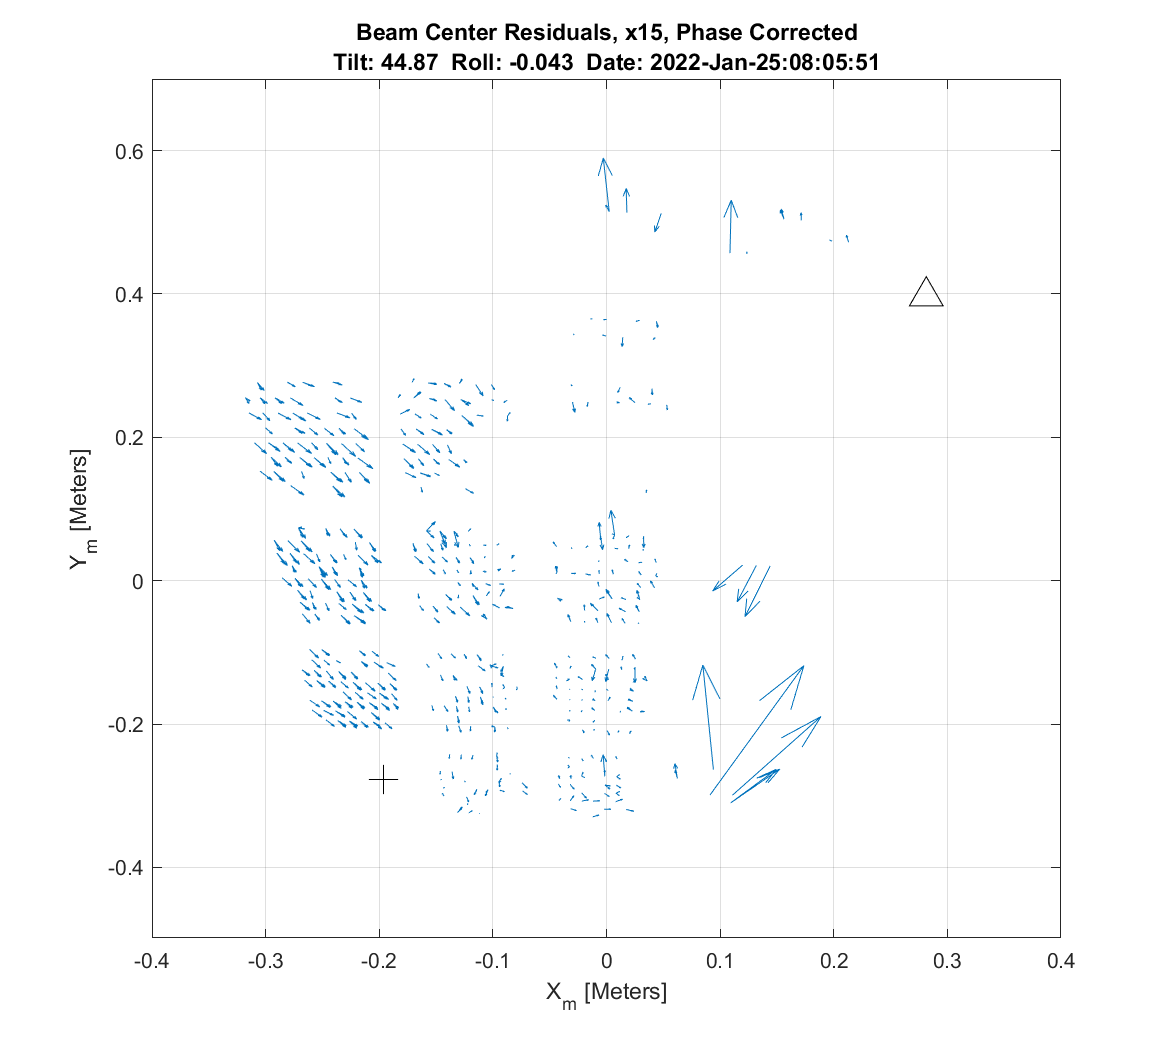 Beam Center Residuals, x15, Phase Corrected
Tilt: 44.87 Roll: -0.043 Date: 2022-Jan-25:08:05:51
0.6
0.4
0.2
0
-0.2
-0.4
Y_m [Meters]
-0.4 -0.3 -0.2 -0.1 0 0.1 0.2 0.3 0.4
X_m [Meters]